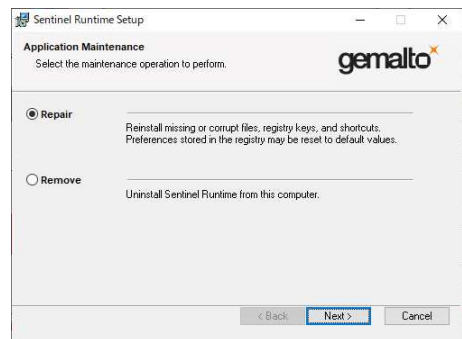 Sentinel Runtime Setup
Application Maintenance
Select the maintenance operation to perform.
gemalto
Repair
Reinstall missing or corrupt files, registry keys, and shortcuts.
Preferences stored in the registry may be reset to default values.
Remove
Uninstall Sentinel Runtime from this computer.
< Back
Next >
Cancel